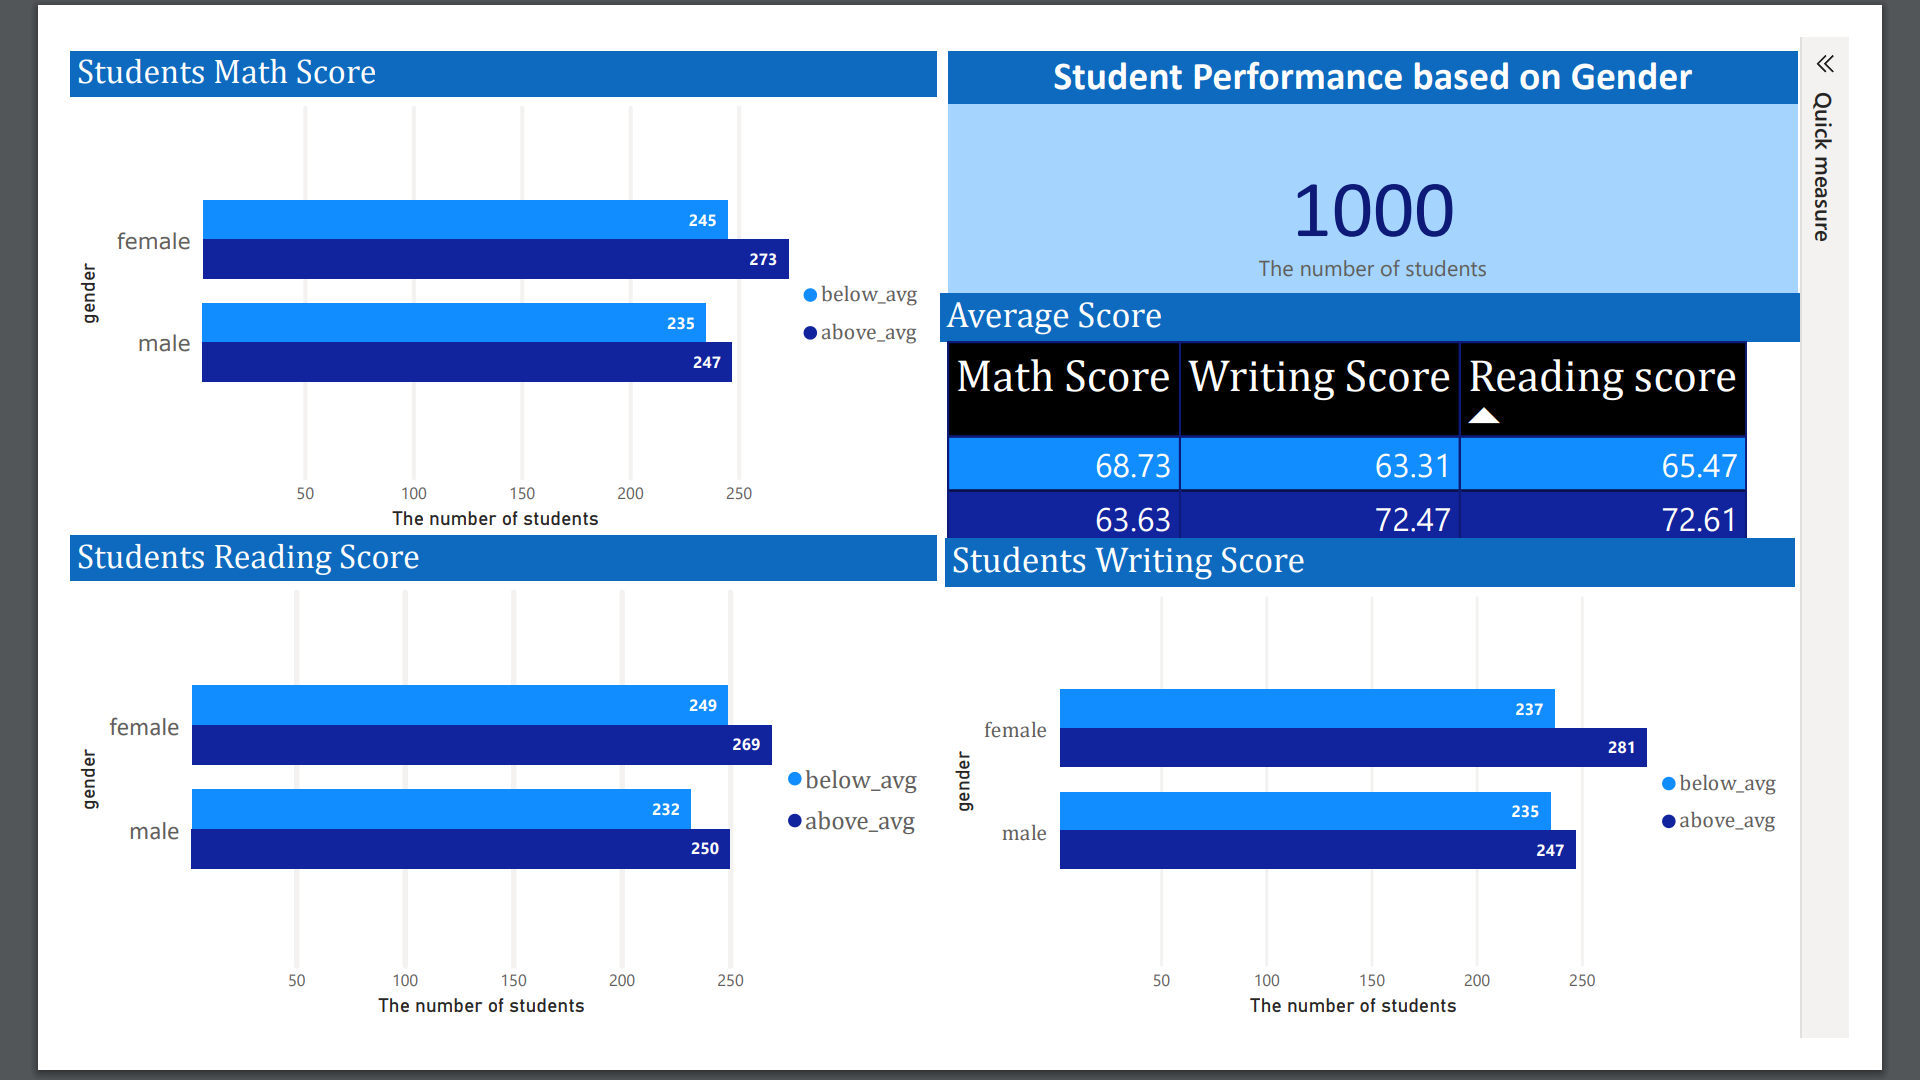 Students Math Score
female
male
gender
245
273
235
247
below_avg
above_avg
50 100 150 200 250
The number of students
Student Performance based on Gender
1000
The number of students
Average Score
Math Score Writing Score Reading score
68.73 63.31 65.47
63.63 72.47 72.61
Quick measure
Students Reading Score
female
male
gender
249
269
232
250
below_avg
above_avg
50 100 150 200 250
The number of students
Students Writing Score
female
male
gender
237
281
235
247
below_avg
above_avg
50 100 150 200 250
The number of students